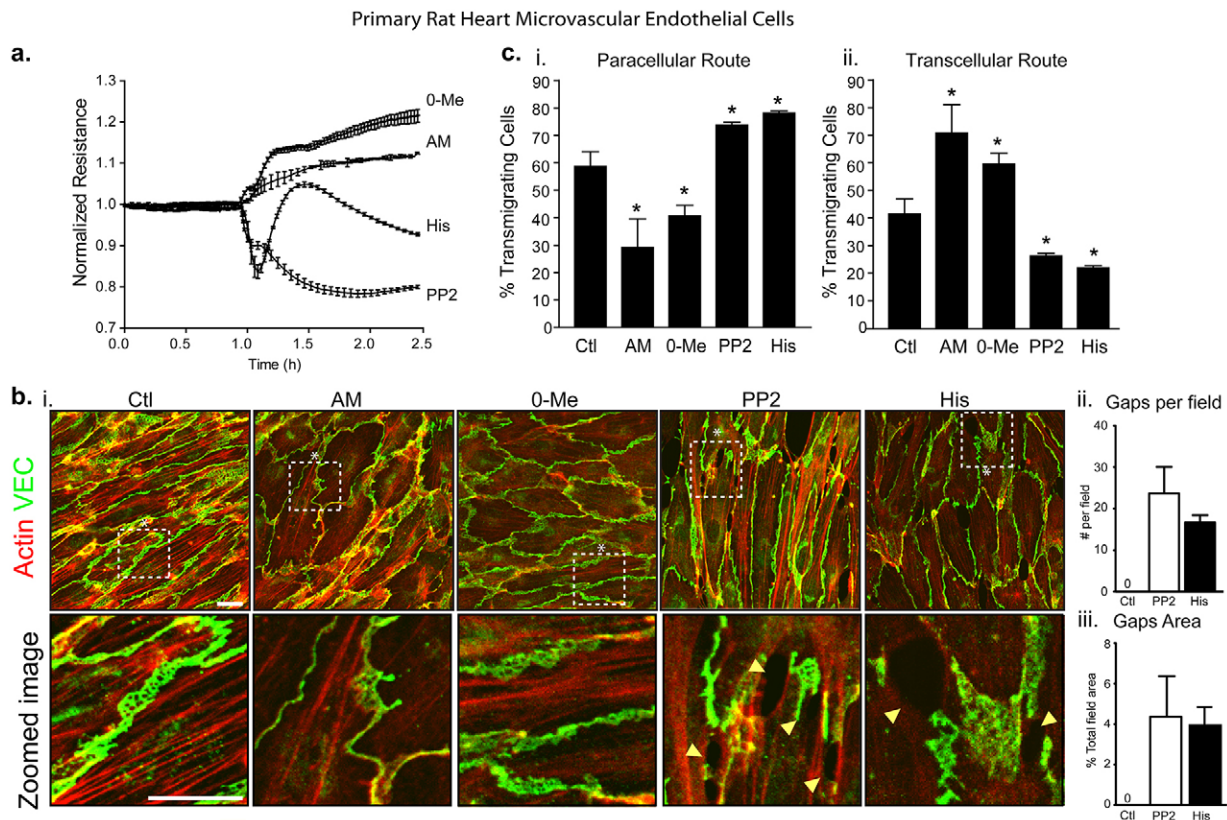 Primary Rat Heart Microvascular Endothelial Cells
a.
Normalized Resistance
1.3
1.2
1.1
1.0
0.9
0.8
0.7
0.0 0.5 1.0 1.5 2.0 2.5
Time (h)
0-Me
AM
His
PP2
c. i. Paracellular Route
% Transmigrating Cells
90
80
70
60
50
40
30
20
10
0
* * * *
Ctl AM 0-Me PP2 His
ii. Transcellular Route
% Transmigrating Cells
90
80
70
60
50
40
30
20
10
0
* * * *
Ctl AM 0-Me PP2 His
b. i. Ctl AM 0-Me PP2 His
Actin VEC
* * * * *
Zoomed image
ii. Gaps per field
# per field
40
30
20
10
0
0
Ctl PP2 His
iii. Gaps Area
% Total field area
8
6
4
2
0
0
Ctl PP2 His